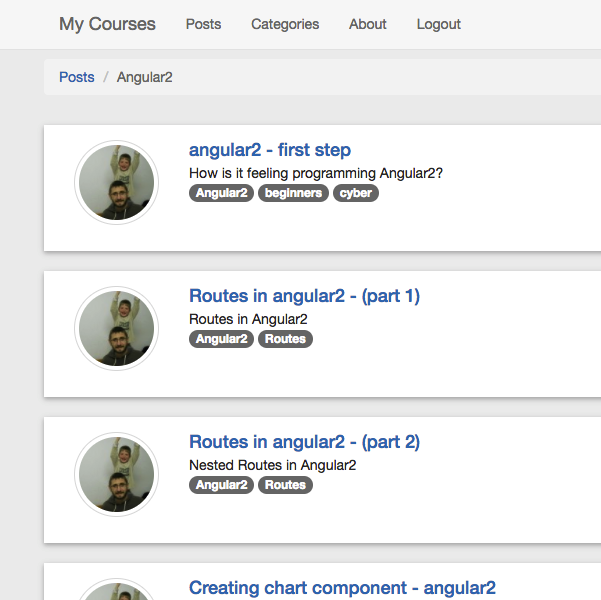 My Courses Posts Categories About Logout
Posts / Angular2
angular2 - first step
How is it feeling programming Angular2?
Angular2 beginners cyber
Routes in angular2 - (part 1)
Routes in Angular2
Angular2 Routes
Routes in angular2 - (part 2)
Nested Routes in Angular2
Angular2 Routes
Creating chart component - angular2